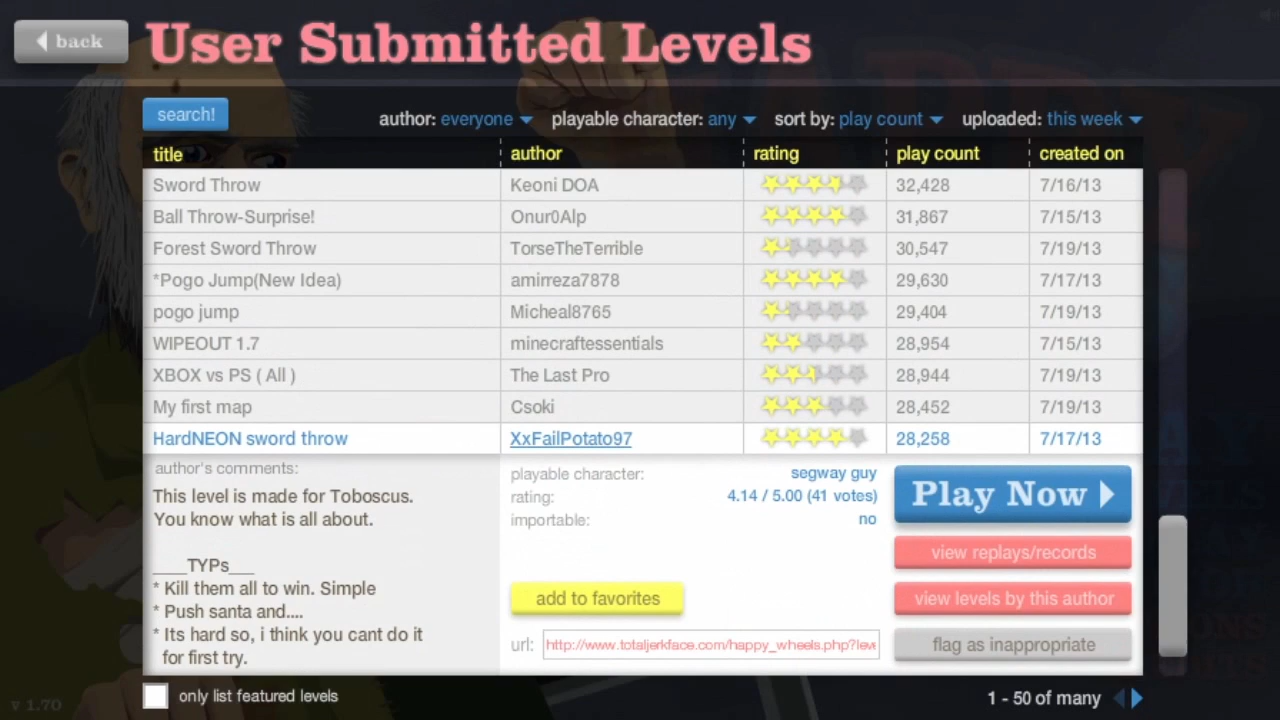 back
User Submitted Levels
search!
author: everyone playable character: any sort by: play count uploaded: this week
title author rating play count created on
Sword Throw Keoni DOA 32,428 7/16/13
Ball Throw-Surprise! Onur0Alp 31,867 7/15/13
Forest Sword Throw TorseTheTerrible 30,547 7/19/13
*Pogo Jump(New Idea) amirreza7878 29,630 7/17/13
pogo jump Micheal8765 29,404 7/19/13
WIPEOUT 1.7 minecraftessentials 28,954 7/15/13
XBOX vs PS ( All ) The Last Pro 28,944 7/19/13
My first map Csoki 28,452 7/19/13
HardNEON sword throw XxFailPotato97 28,258 7/17/13
author's comments:
This level is made for Toboscus.
You know what is all about.
____TYPs___
* Kill them all to win. Simple
* Push santa and....
* Its hard so, i think you cant do it
for first try.
playable character: segway guy
rating: 4.14 / 5.00 (41 votes)
importable: no
add to favorites
url: http://www.totaljerkface.com/happy_wheels.php?leve
Play Now
view replays/records
view levels by this author
flag as inappropriate
only list featured levels
1 - 50 of many
v 1.70